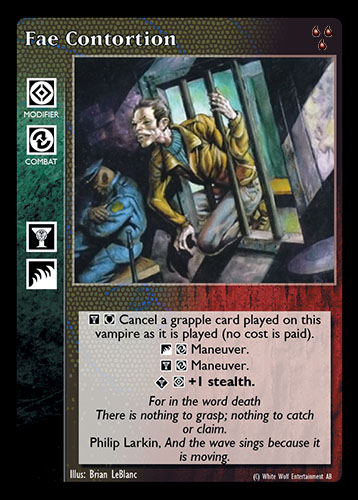 Fae Contortion
MODIFIER
COMBAT
Cancel a grapple card played on this
vampire as it is played (no cost is paid).
Maneuver.
Maneuver.
+1 stealth.
For in the word death
There is nothing to grasp; nothing to catch
or claim.
Philip Larkin, And the wave sings because it
is moving.
Illus: Brian LeBlanc
(C) White Wolf Entertainment AB